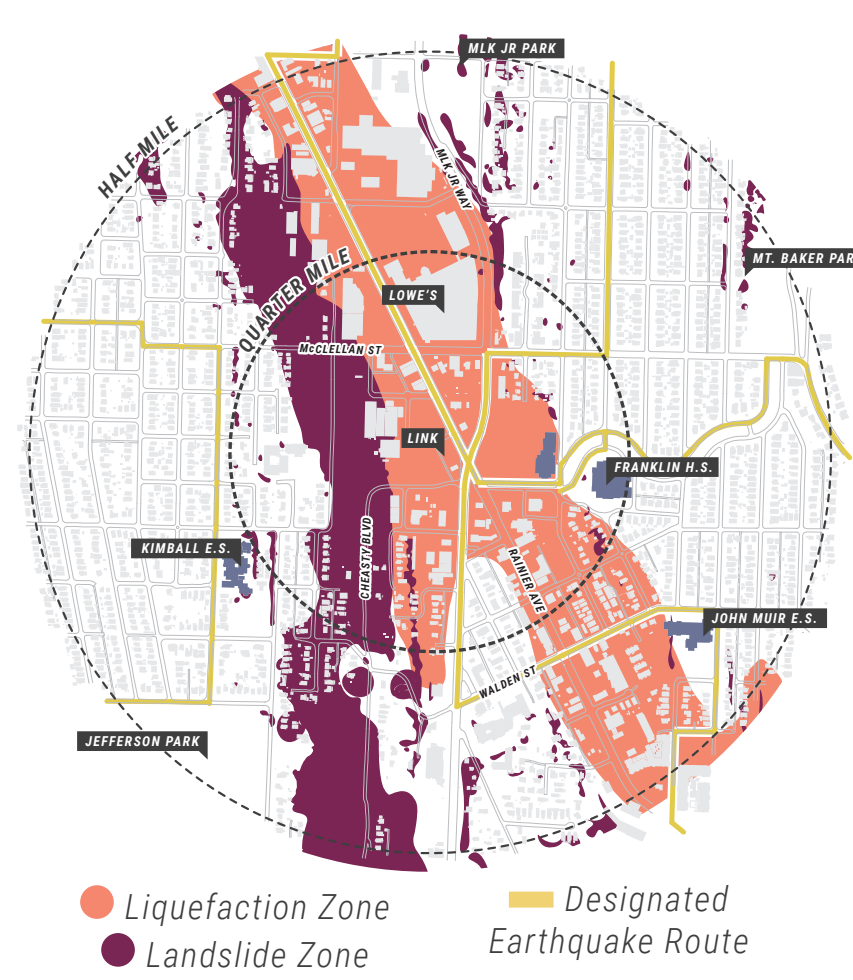 MLK JR PARK
HALF MILE
MLK JR WAY
MT. BAKER PAR
QUARTER MILE
LOWE'S
McCLELLAN ST
LINK
FRANKLIN H.S.
KIMBALL E.S.
CHEASTY BLVD
RAINIER AVE
JOHN MUIR E.S.
WALDEN ST
JEFFERSON PARK
Liquefaction Zone
Landslide Zone
Designated
Earthquake Route